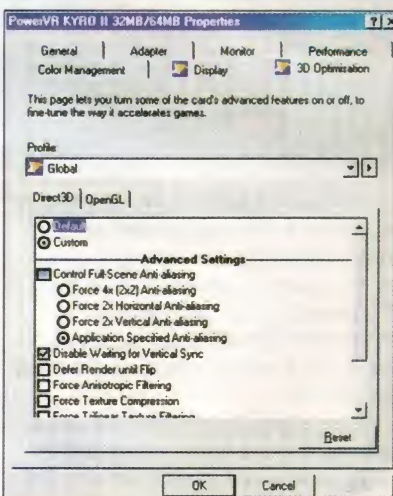 PowerVR KYRO II 32MB/64MB Properties
General Adapter Monitor Performance
Color Management Display 3D Optimisation
This page lets you turn some of the card's advanced features on or off, to
fine-tune the way it accelerates games.
Profile:
Global
Direct3D OpenGL
Default
Custom
Advanced Settings
Control Full-Scene Anti-aliasing
Force 4x (2x2) Anti-aliasing
Force 2x Horizontal Anti-aliasing
Force 2x Vertical Anti-aliasing
Application Specified Anti-aliasing
Disable Waiting for Vertical Sync
Defer Render until Flip
Force Anisotropic Filtering
Force Texture Compression
Force Trilinear Texture Filtering
Reset
OK Cancel